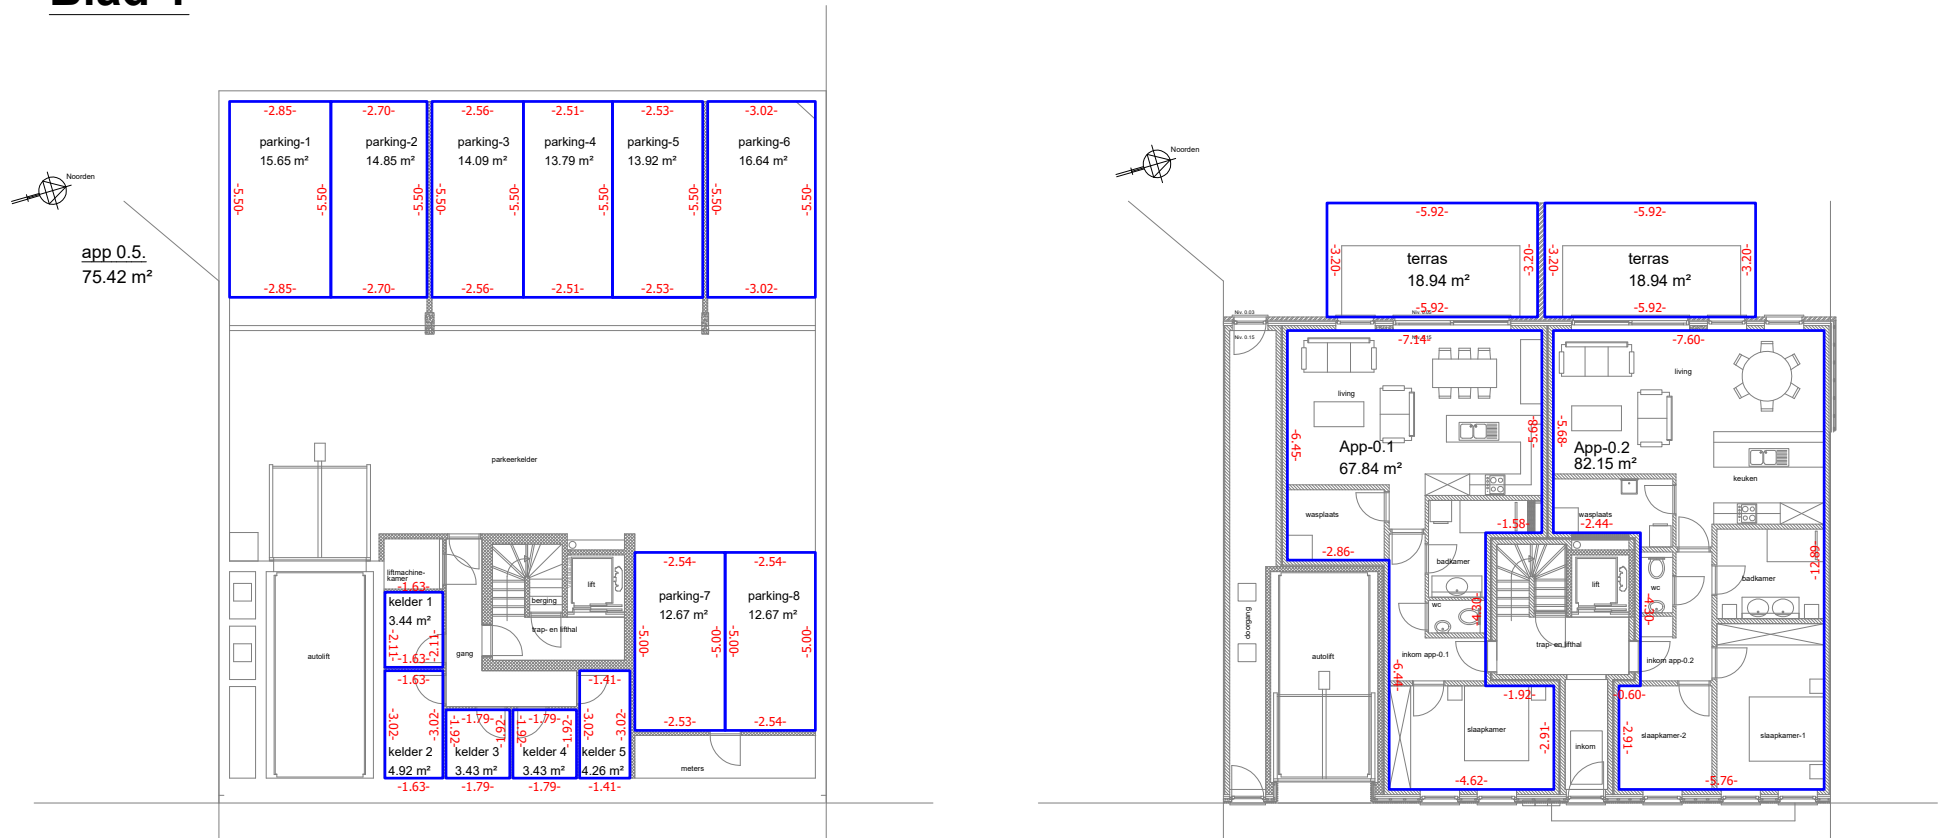 -2.85-
-2.70-
-2.56-
-2.51-
-2.53-
-3.02-
parking-1
15.65 m²
parking-2
14.85 m²
parking-3
14.09 m²
parking-4
13.79 m²
parking-5
13.92 m²
parking-6
16.64 m²
-5.50-
-5.50-
-5.50-
-5.50-
-5.50-
-5.50-
-5.50-
-5.50-
-5.50-
-2.85-
-2.70-
-2.56-
-2.51-
-2.53-
-3.02-
Noorden
app 0.5.
75.42 m²
parkeerkelder
liftmachine-
kamer
-1.63-
kelder 1
3.44 m²
-2.11-
-2.11-
-1.63-
-1.63-
-3.02-
-3.02-
kelder 2
4.92 m²
-1.63-
autolift
gang
berging
lift
trap- en lifthal
-1.79-
-1.92-
-1.92-
kelder 3
3.43 m²
-1.79-
-1.79-
-1.92-
-1.92-
kelder 4
3.43 m²
-1.79-
-1.41-
-3.02-
-3.02-
kelder 5
4.26 m²
-1.41-
-2.54-
-2.54-
parking-7
12.67 m²
parking-8
12.67 m²
-5.00-
-5.00-
-5.00-
-5.00-
-2.53-
-2.54-
meters
Noorden
-5.92-
-5.92-
-3.20-
-3.20-
-3.20-
-3.20-
terras
18.94 m²
terras
18.94 m²
-5.92-
-5.92-
Niv. 0.03
Niv. 0.15
-7.14-
-7.60-
living
living
-6.45-
-5.68-
-5.68-
App-0.1
67.84 m²
App-0.2
82.15 m²
keuken
wasplaats
wasplaats
-1.58-
-2.44-
-2.86-
badkamer
badkamer
-12.89-
lift
wc
wc
-4.30-
-4.30-
doorgang
autolift
trap- en lifthal
inkom app-0.1
inkom app-0.2
-6.44-
-1.92-
-0.60-
slaapkamer
-2.91-
inkom
-2.91-
slaapkamer-2
slaapkamer-1
-4.62-
-5.76-